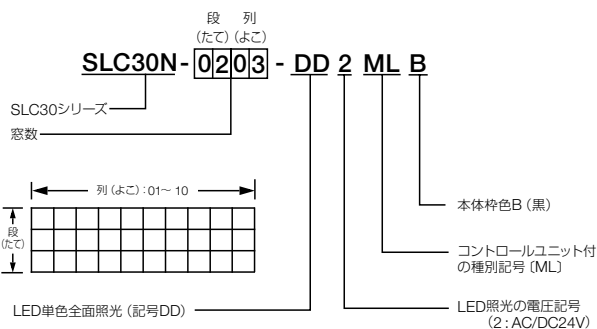 段 列
(たて)(よこ)
SLC30N-0203-DD 2 ML B
SLC30シリーズ
窓数
列(よこ):01〜10
段
(たて)
本体枠色B(黒)
コントロールユニット付
の種別記号〔ML〕
LED単色全面照光(記号DD)
LED照光の電圧記号
(2:AC/DC24V)